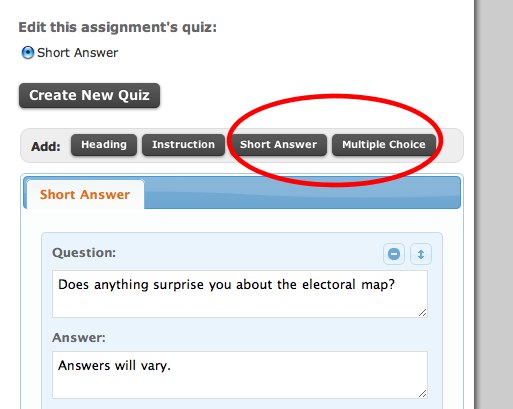 Edit this assignment's quiz:
Short Answer
Create New Quiz
Add: Heading Instruction Short Answer Multiple Choice
Short Answer
Question:
Does anything surprise you about the electoral map?
Answer:
Answers will vary.